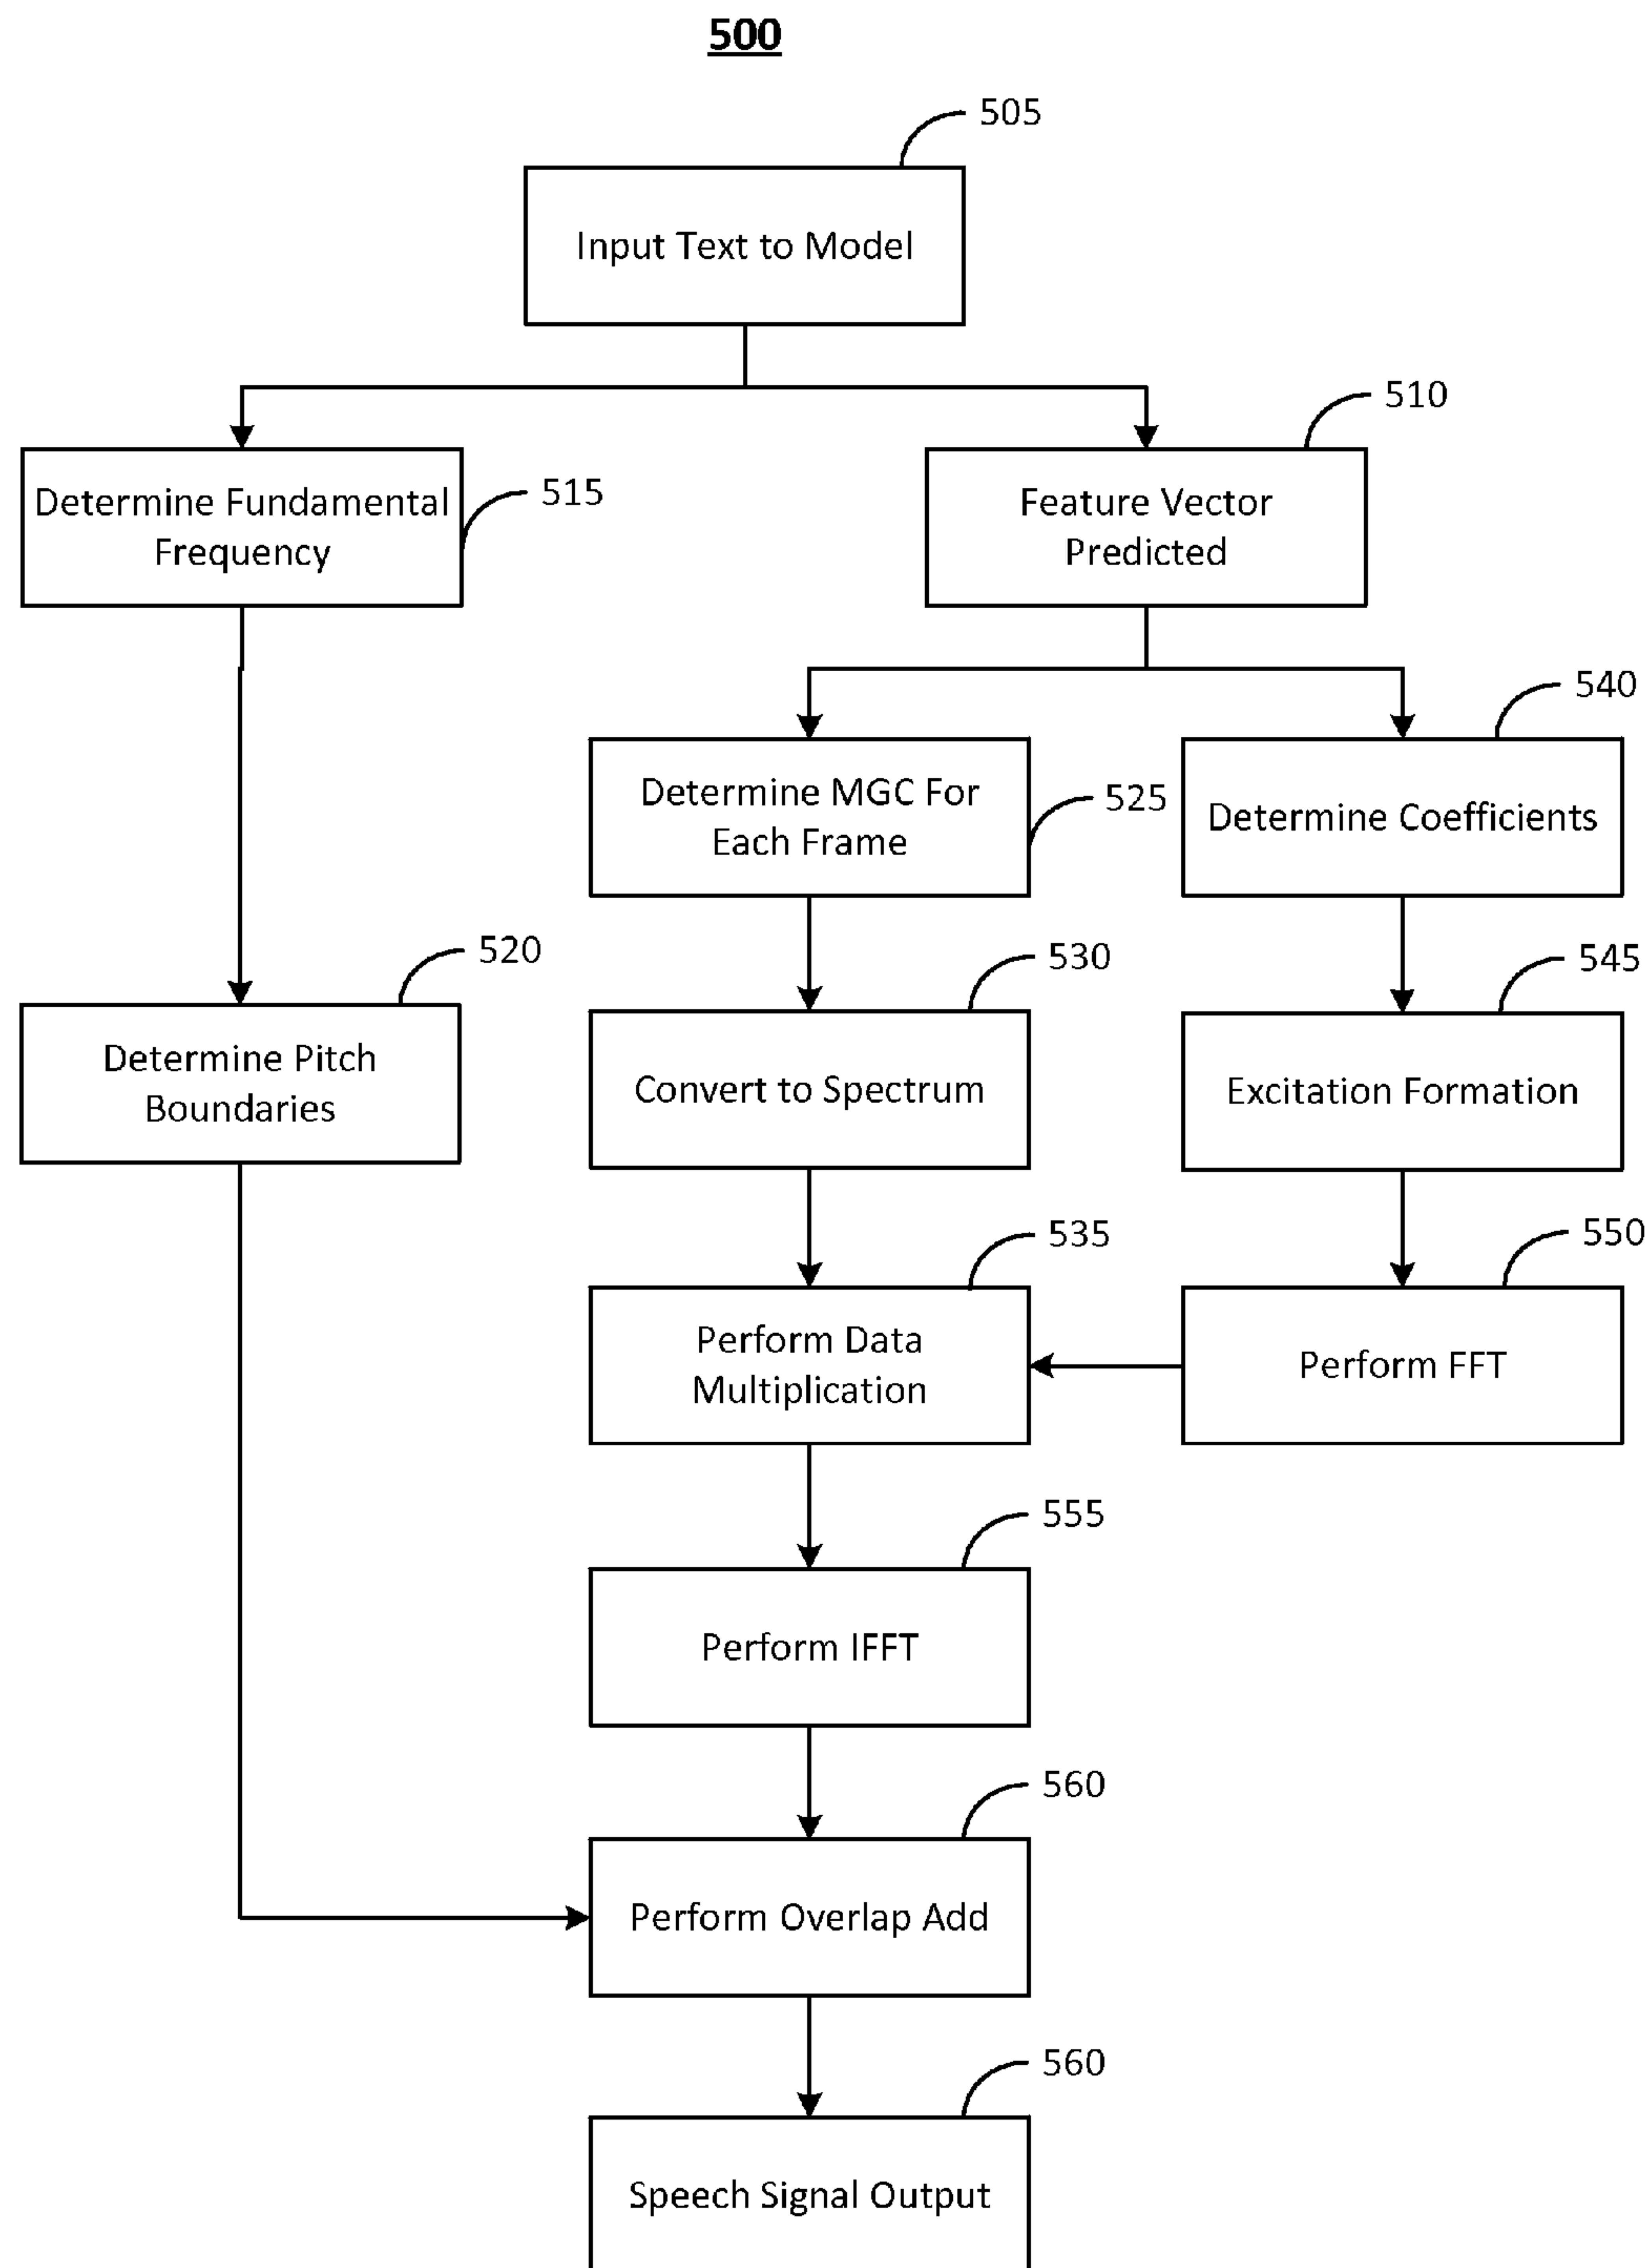 500
505
Input Text to Model
510
Determine Fundamental
Frequency
515
Feature Vector
Predicted
540
Determine MGC For
Each Frame
525
Determine Coefficients
520
530
545
Determine Pitch
Boundaries
Convert to Spectrum
Excitation Formation
535
550
Perform Data
Multiplication
Perform FFT
555
Perform IFFT
560
Perform Overlap Add
560
Speech Signal Output